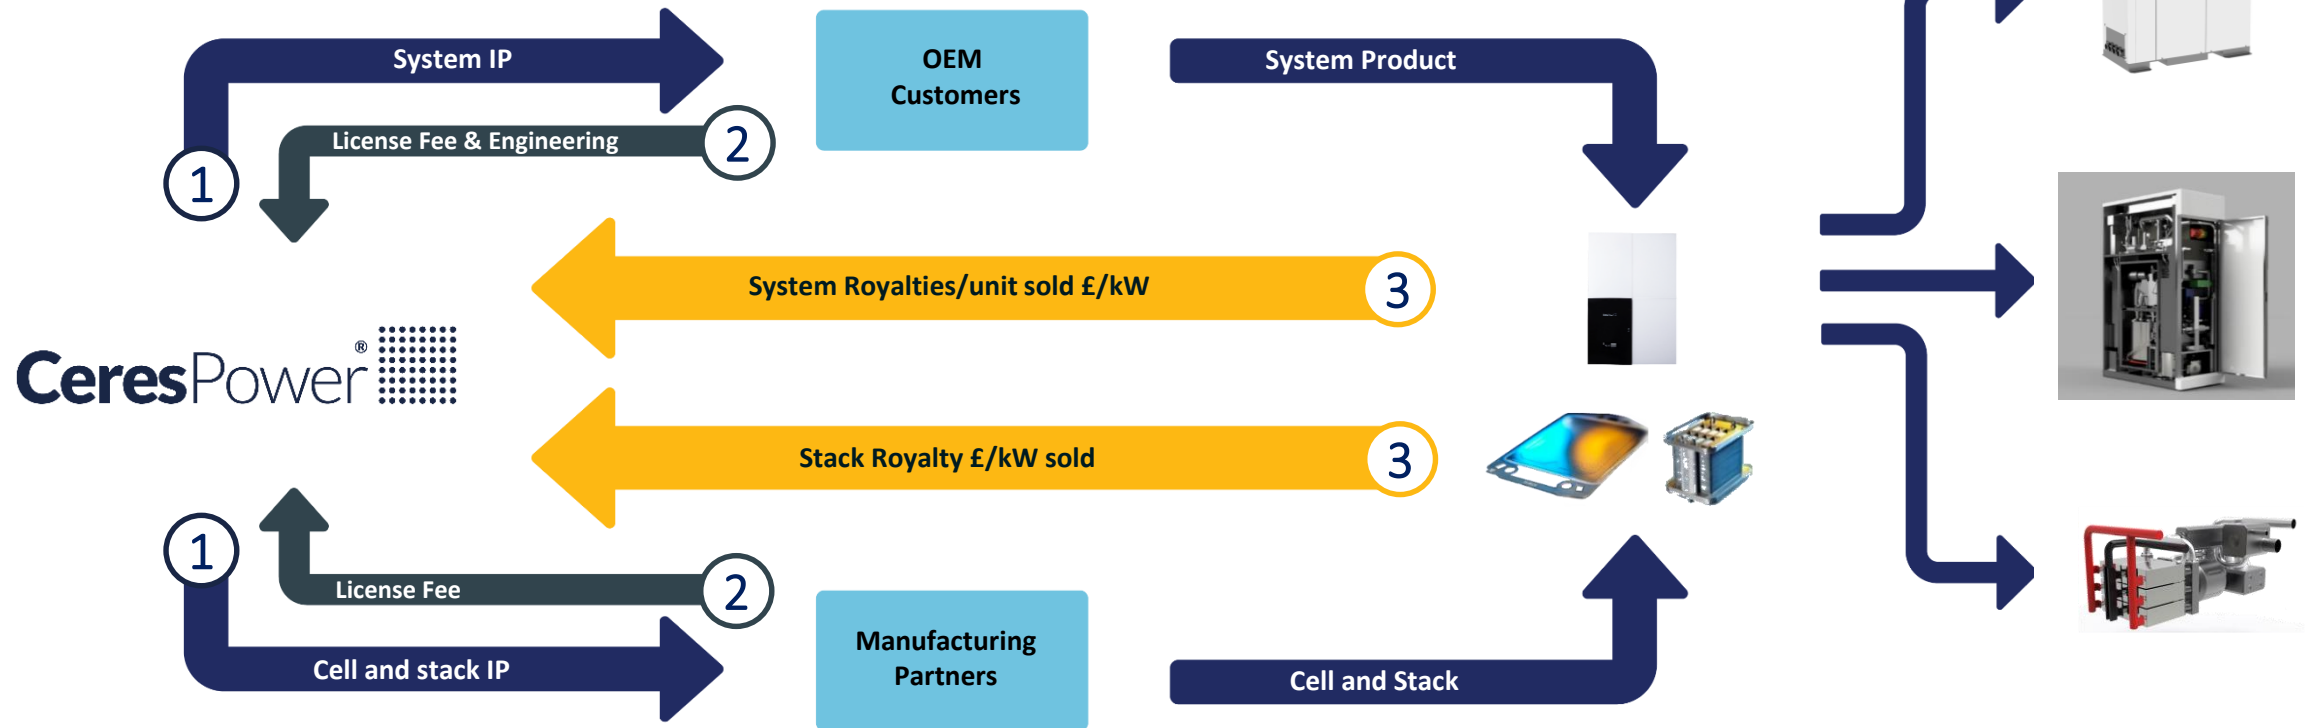 System IP
OEM
Customers
System Product
License Fee & Engineering
2
1
System Royalties/unit sold £/kW
3
CeresPower®
Stack Royalty £/kW sold
3
1
License Fee
2
Manufacturing
Partners
Cell and stack IP
Cell and Stack